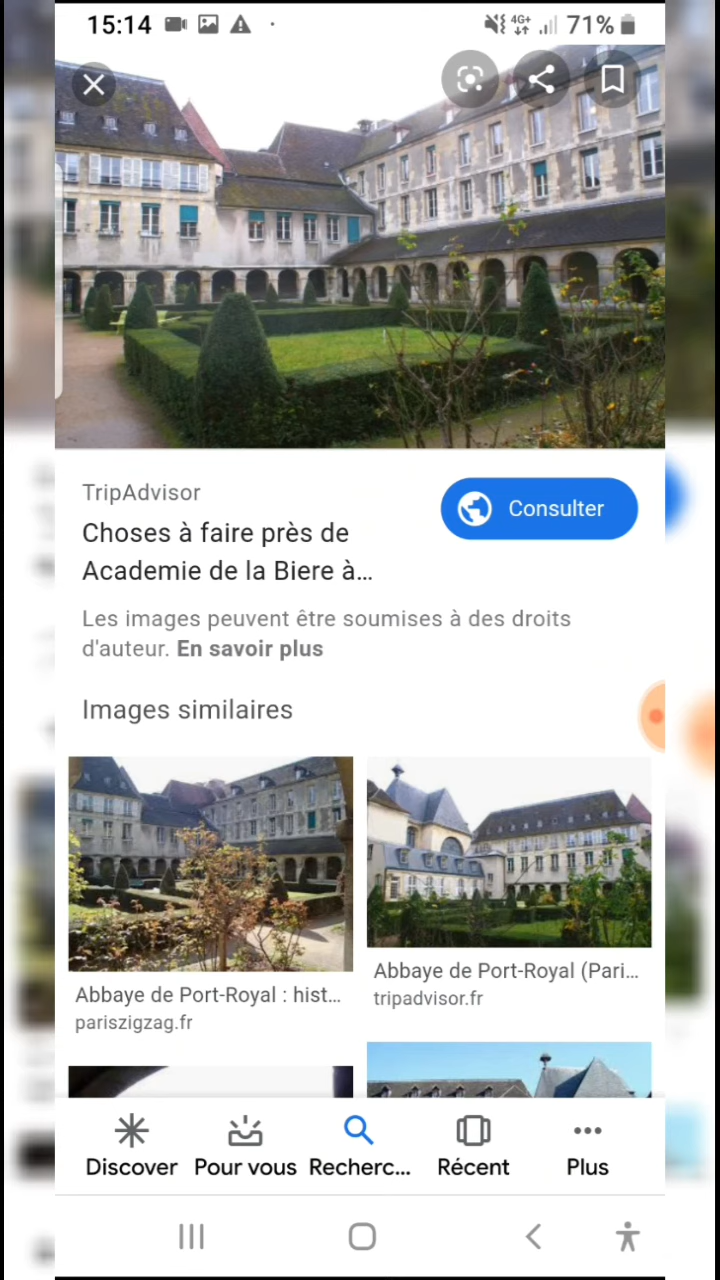 15:14
4G+
71%
TripAdvisor
Choses à faire près de
Academie de la Biere à...
Consulter
Les images peuvent être soumises à des droits
d'auteur. En savoir plus
Images similaires
Abbaye de Port-Royal : hist...
pariszigzag.fr
Abbaye de Port-Royal (Pari...
tripadvisor.fr
Discover
Pour vous
Recherc...
Récent
Plus